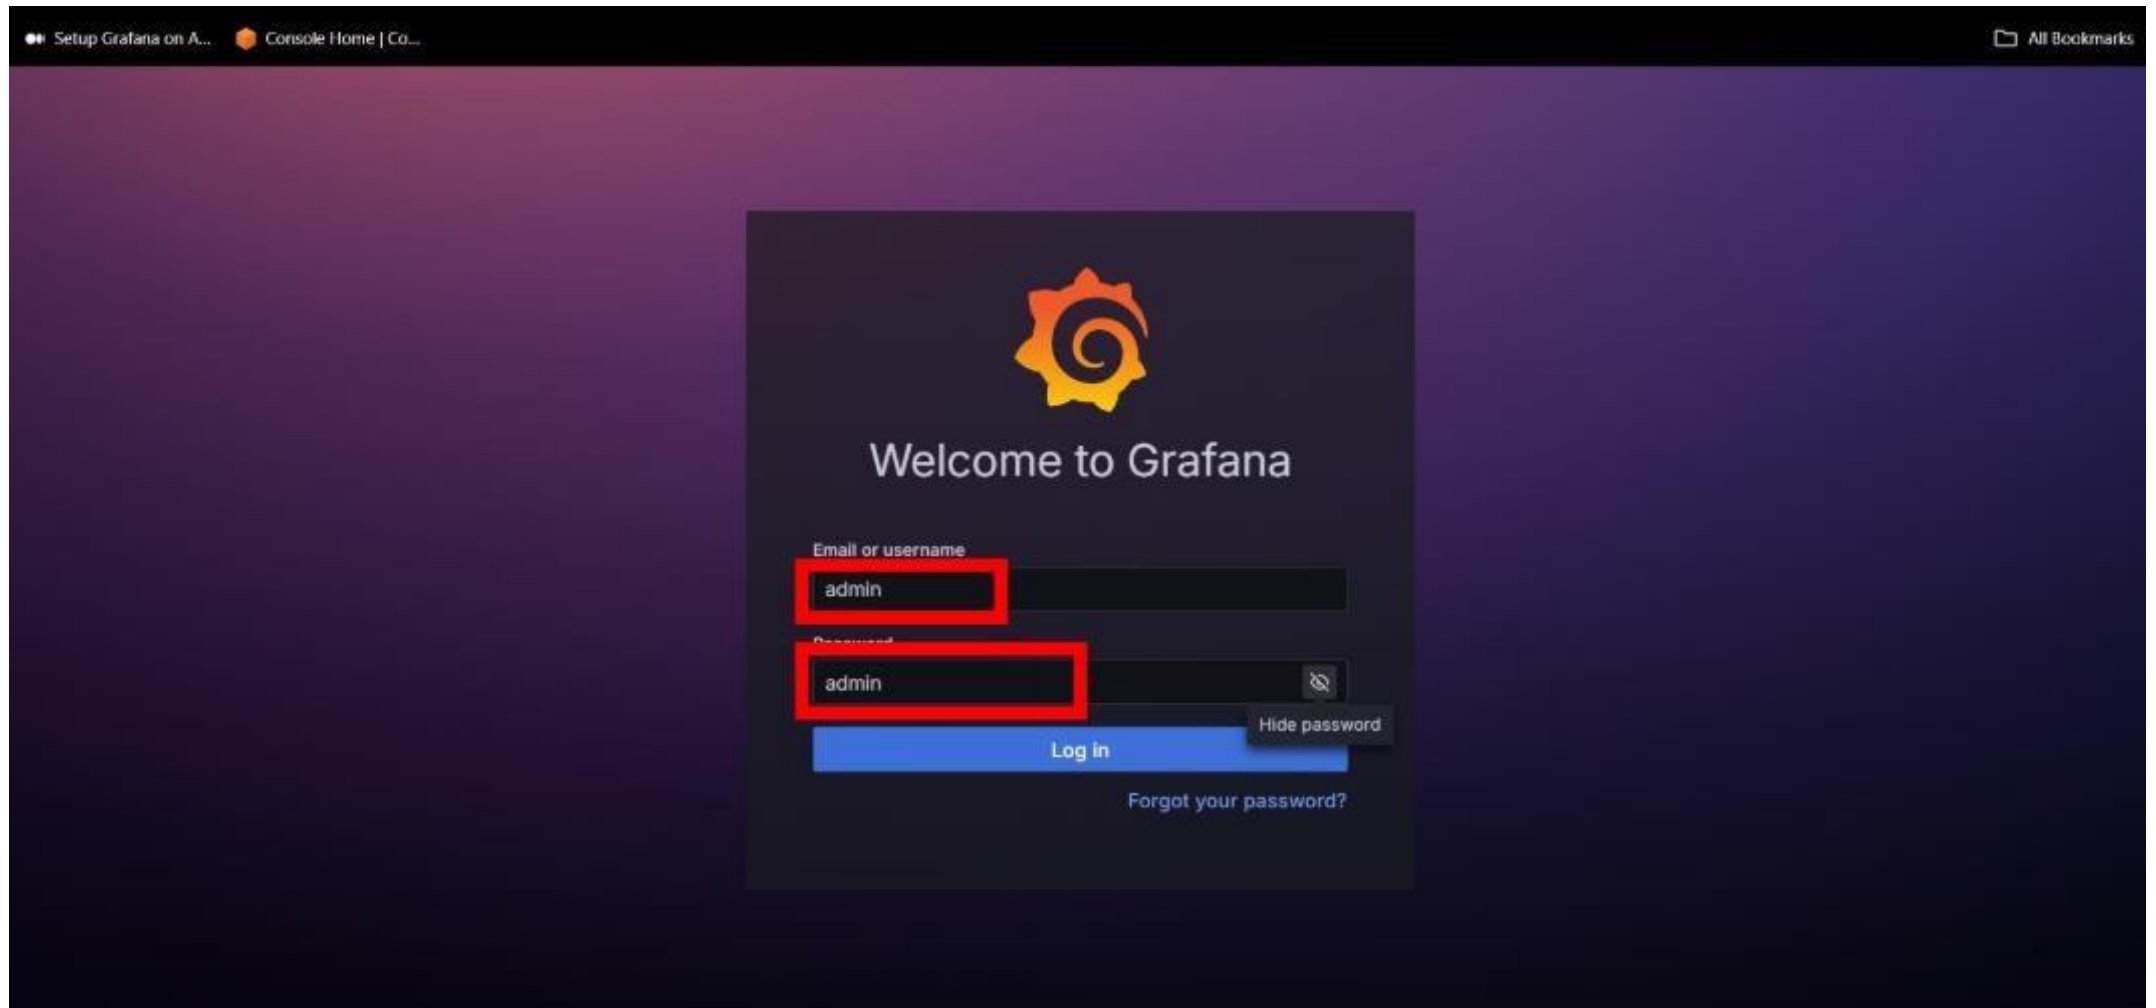 Setup Grafana on A...
Console Home | Co...
All Bookmarks
Welcome to Grafana
Email or username
admin
Password
admin
Hide password
Log in
Forgot your password?